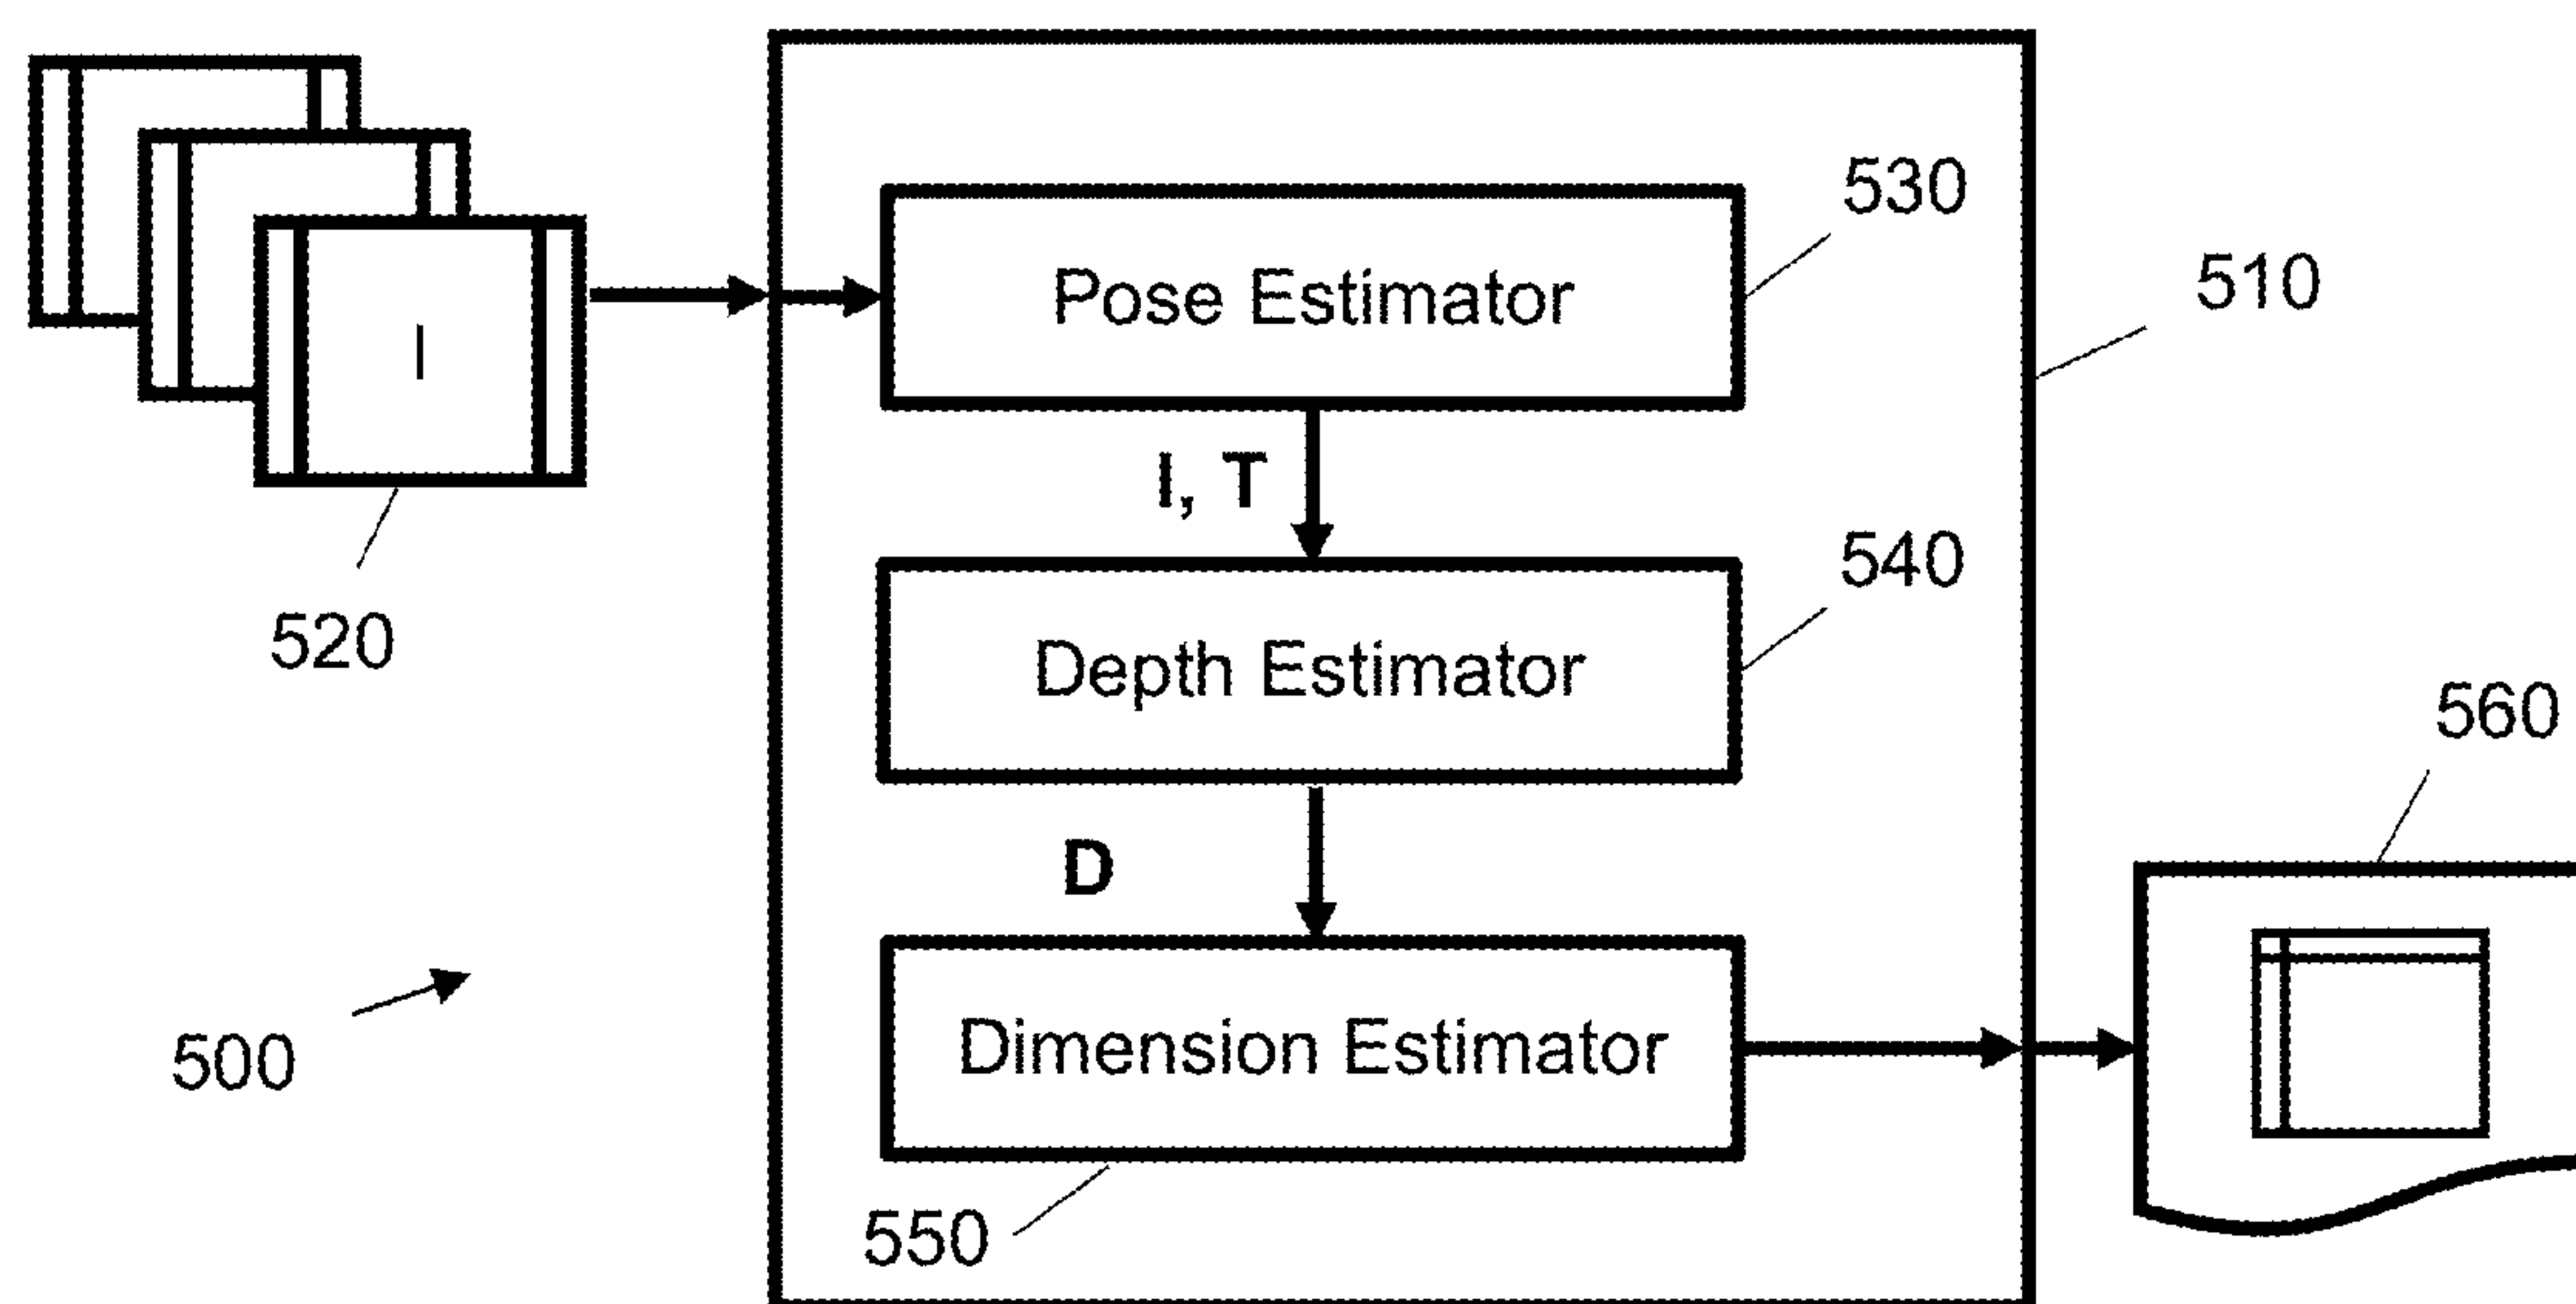 530
Pose Estimator
510
I
I, T
540
520
Depth Estimator
560
D
Dimension Estimator
500
550